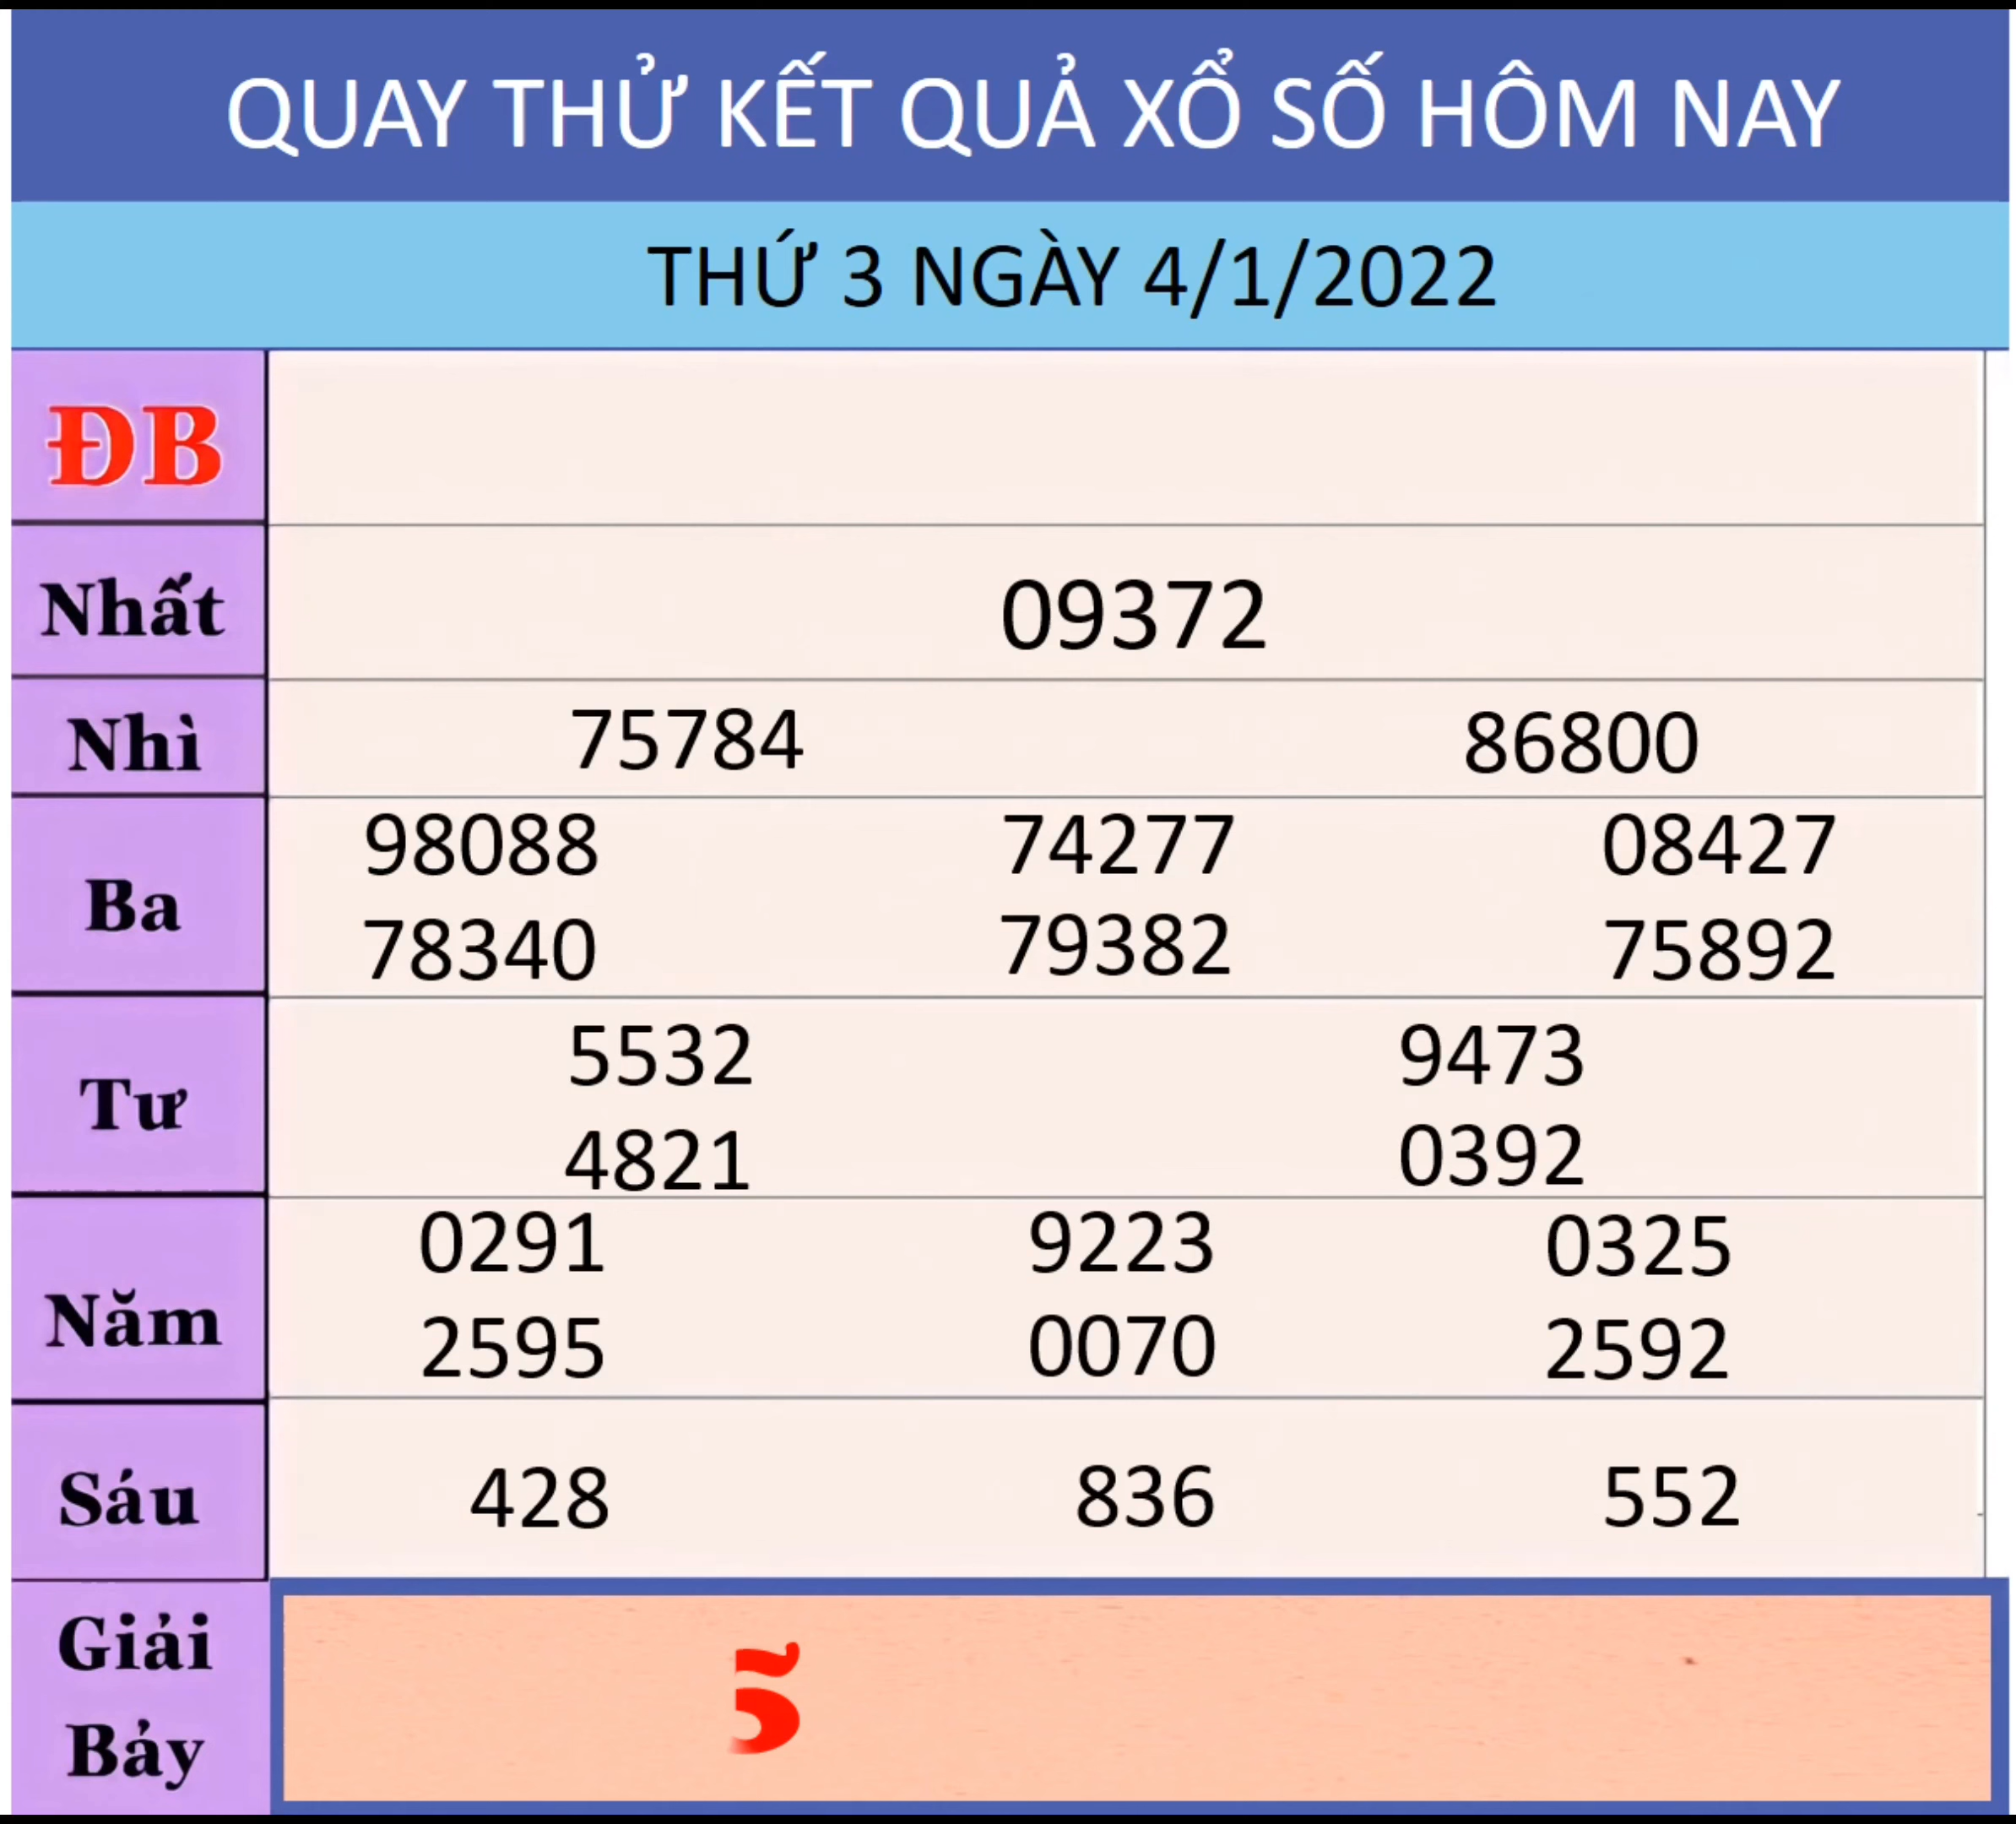 QUAY THỬ KẾT QUẢ XỔ SỐ HÔM NAY
THỨ 3 NGÀY 4/1/2022
ĐB
Nhất 09372
Nhì 75784 86800
Ba 98088 74277 08427
78340 79382 75892
Tư 5532 9473
4821 0392
Năm 0291 9223 0325
2595 0070 2592
Sáu 428 836 552
Giải
Bảy